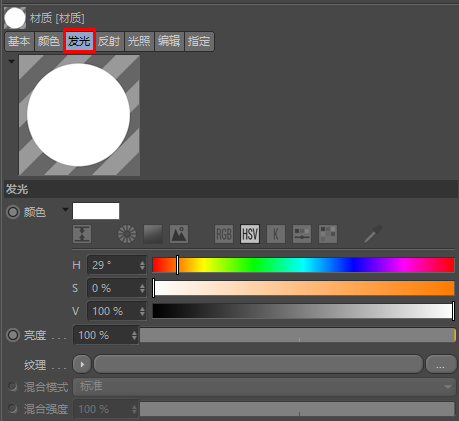 材质 [材质]
基本 颜色 发光 反射 光照 编辑 指定
发光
颜色
RGB HSV K
H 29 °
S 0 %
V 100 %
亮度 . . . 100 %
纹理 . . . ...
混合模式 标准
混合强度 100 %